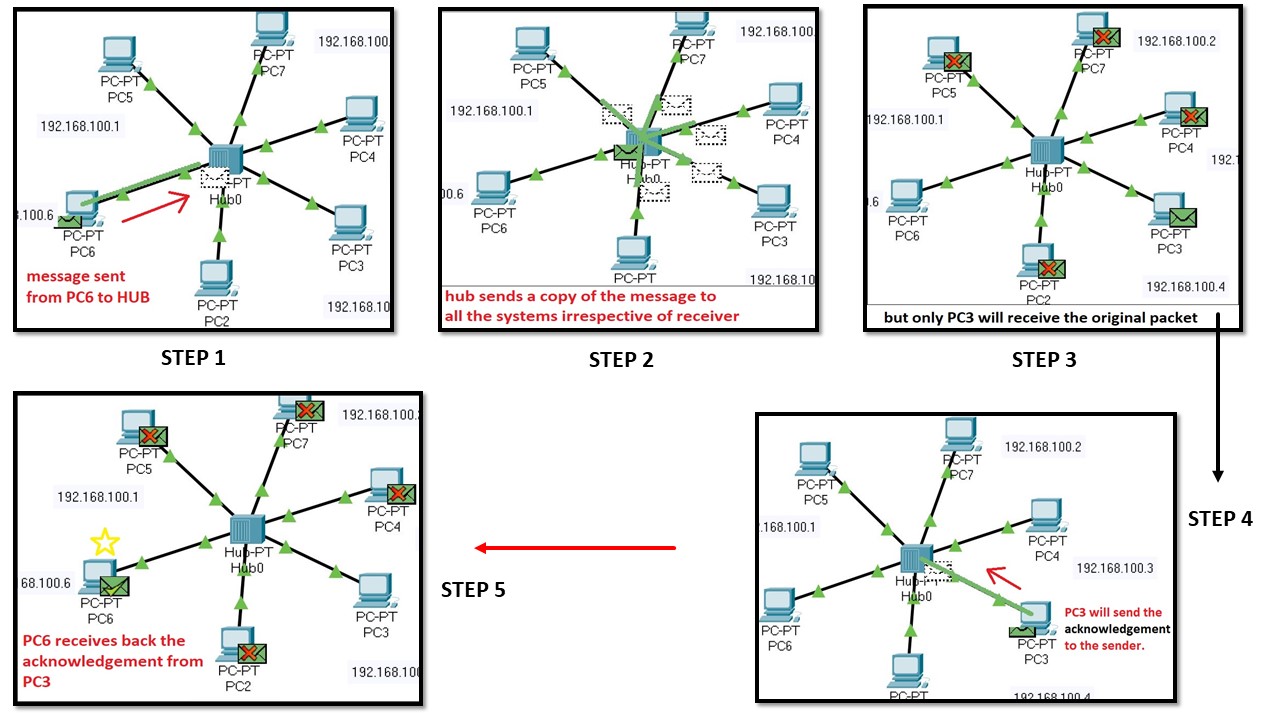 192.168.100.
PC-PT
PC7
PC-PT
PC5
PC-PT
PC4
192.168.100.1
-PT
Hub0
.100.6
PC-PT
PC6
PC-PT
PC3
message sent
from PC6 to HUB
PC-PT
PC2
192.168.10
STEP 1
192.168.100
PC-PT
PC7
PC-PT
PC5
192.168.100.1
PC-PT
PC4
Hub-PT
Hub0
00.6
PC-PT
PC6
PC-PT
PC3
PC-PT
192.168.10
hub sends a copy of the message to
all the systems irrespective of receiver
STEP 2
192.168.100.2
PC-PT
PC7
PC-PT
PC5
192.168.100.1
PC-PT
PC4
192.1
Hub-PT
Hub0
.6
PC-PT
PC6
PC-PT
PC3
PC-PT
PC2
192.168.100.4
but only PC3 will receive the original packet
STEP 3
STEP 4
192.168.100.2
PC-PT
PC7
PC-PT
PC5
.168.100.1
PC-PT
PC4
192.168.100.3
Hub-
Hub0
PC-PT
PC6
PC3 will send the
acknowledgement
to the sender.
PC-PT
PC3
PC-PT
192.168.100.4
STEP 5
192.168.100.
PC-PT
PC7
PC-PT
PC5
192.168.100.1
PC-PT
PC4
Hub-PT
Hub0
68.100.6
PC-PT
PC6
PC-PT
PC3
PC6 receives back the
acknowledgement from
PC3
PC-PT
PC2
192.168.100